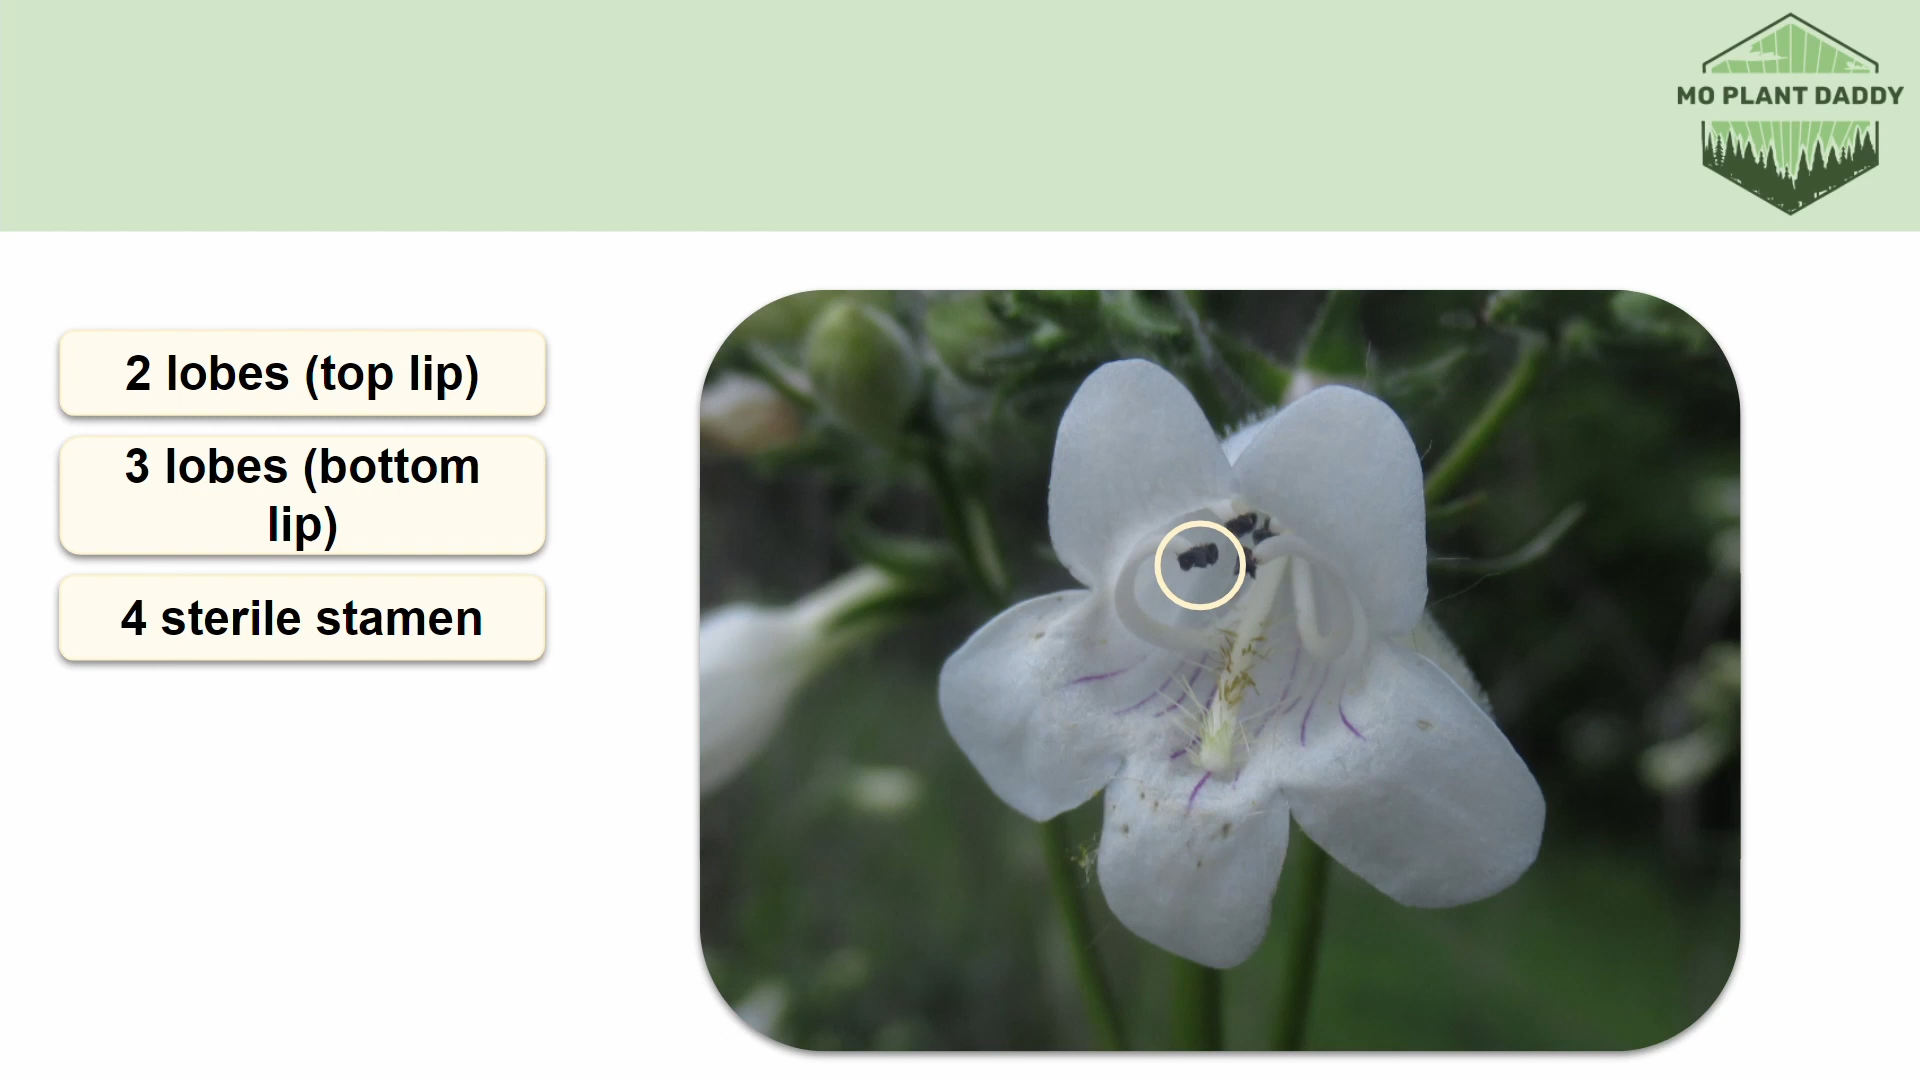 MO PLANT DADDY
2 lobes (top lip)
3 lobes (bottom
lip)
4 sterile stamen